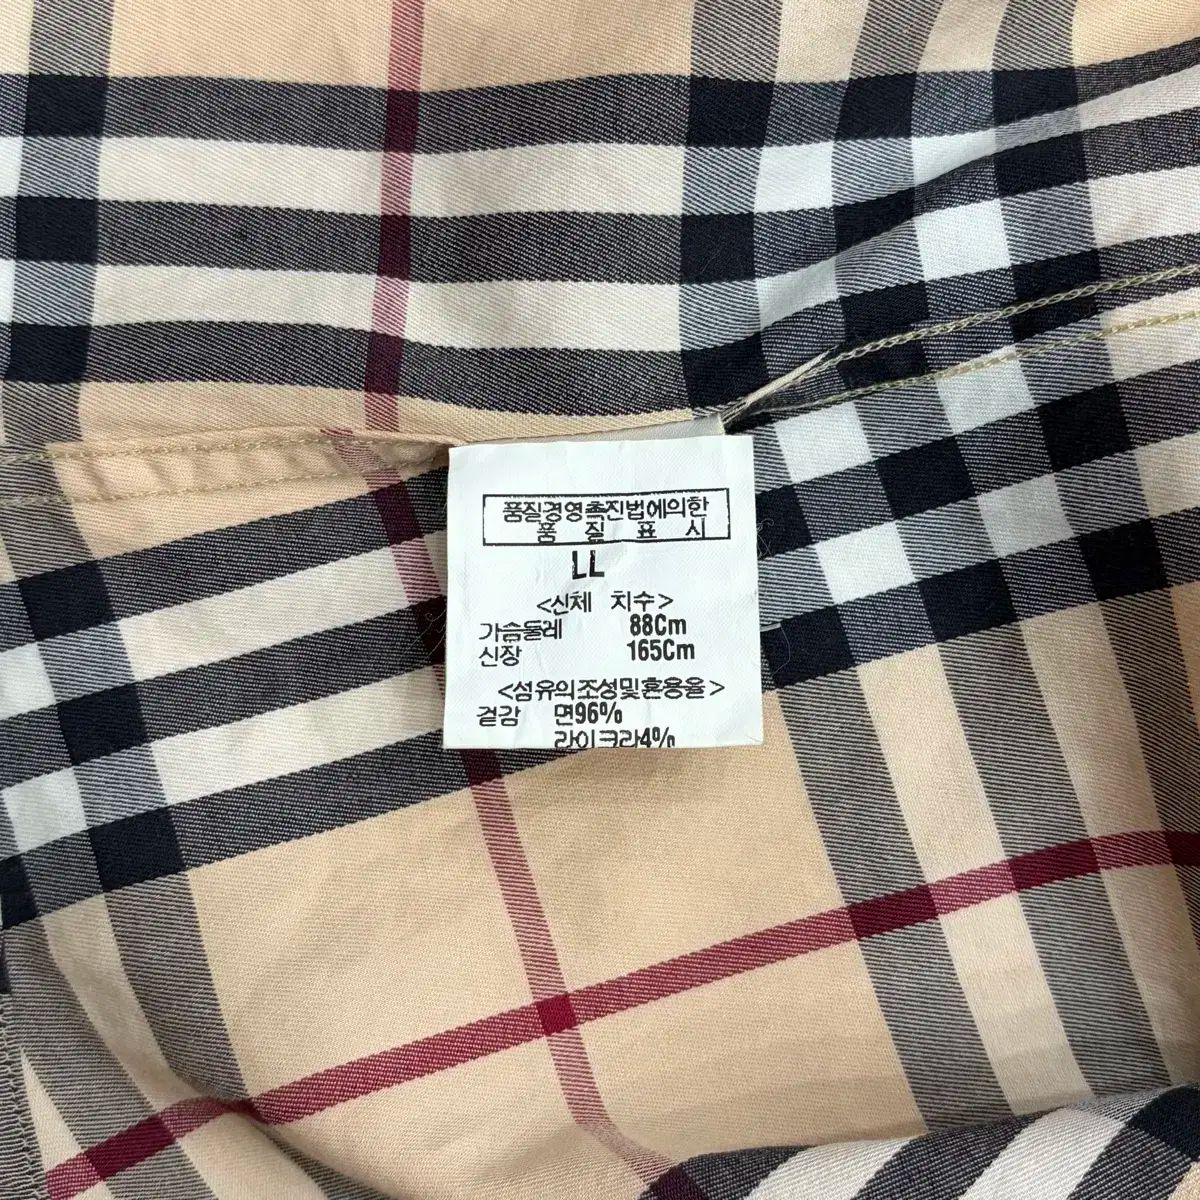 품질경영촉진법에의한
품 질 표 시
LL
<신체 치수>
가슴둘레 88Cm
신장 165Cm
<섬유의조성및혼용율>
겉감 면96%
라이크라4%